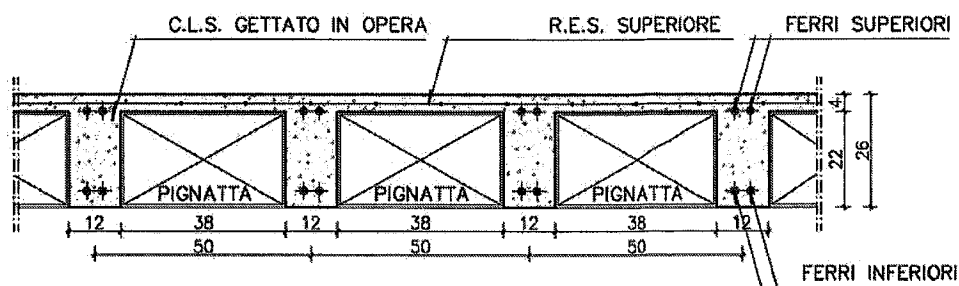 C.L.S. GETTATO IN OPERA R.E.S. SUPERIORE FERRI SUPERIORI
4
22
26
PIGNATTA PIGNATTA PIGNATTA
12 38 12 38 12 38 12
50 50 50
FERRI INFERIORI